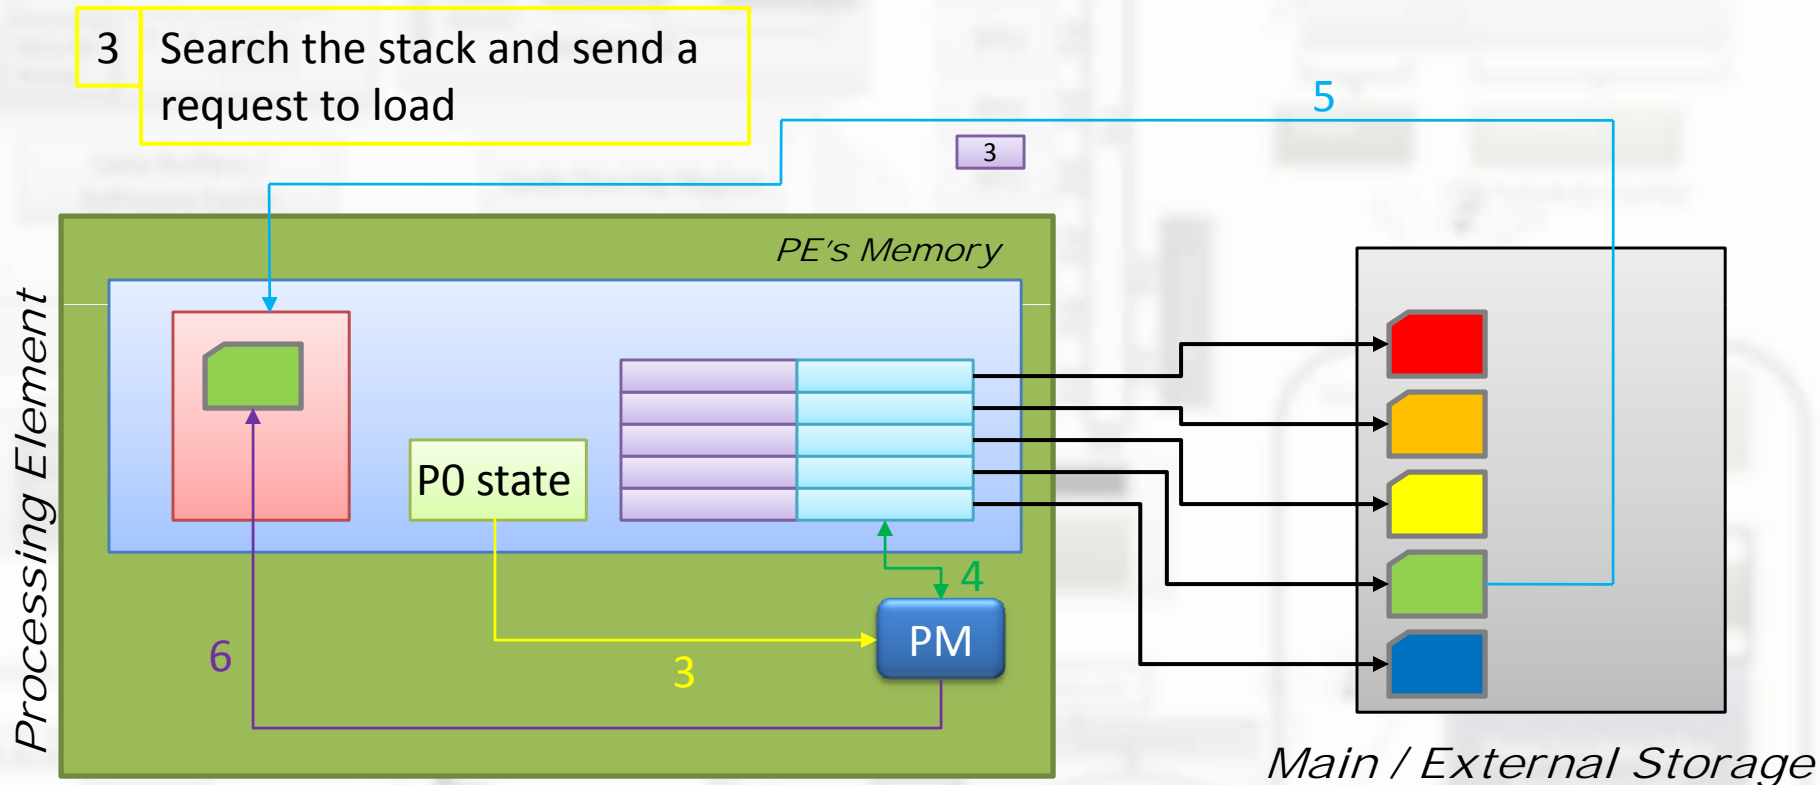 3 Search the stack and send a
request to load
5
3
PE's Memory
Processing Element
P0 state
4
PM
6
3
Main / External Storage